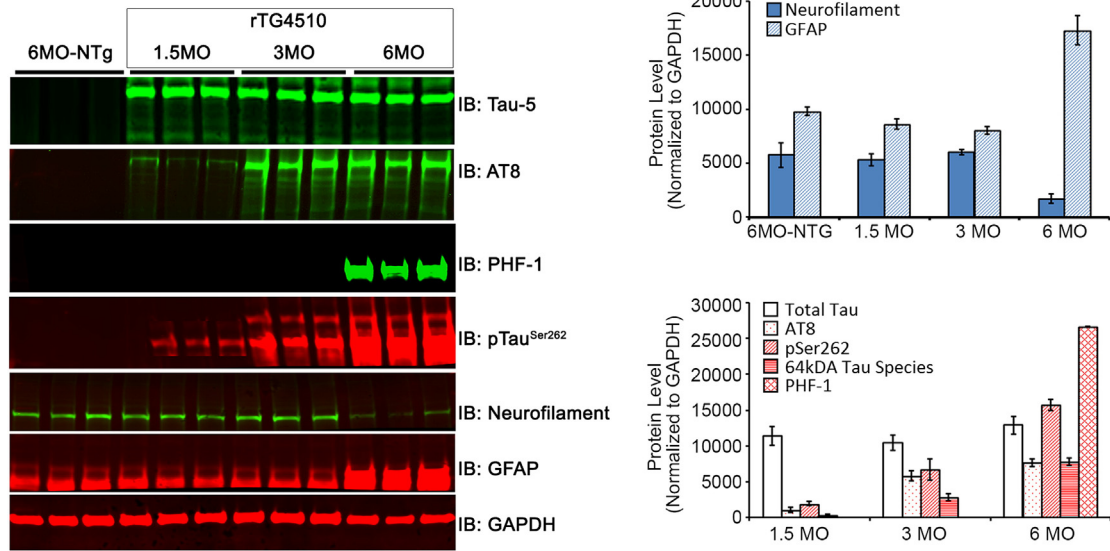 rTG4510
6MO-NTg 1.5MO 3MO 6MO
IB: Tau-5
IB: AT8
IB: PHF-1
IB: pTauSer262
IB: Neurofilament
IB: GFAP
IB: GAPDH
Protein Level
(Normalized to GAPDH)
20000
15000
10000
5000
0
Neurofilament
GFAP
6MO-NTG 1.5 MO 3 MO 6 MO
Protein Level
(Normalized to GAPDH)
30000
25000
20000
15000
10000
5000
0
Total Tau
AT8
pSer262
64kDA Tau Species
PHF-1
1.5 MO 3 MO 6 MO